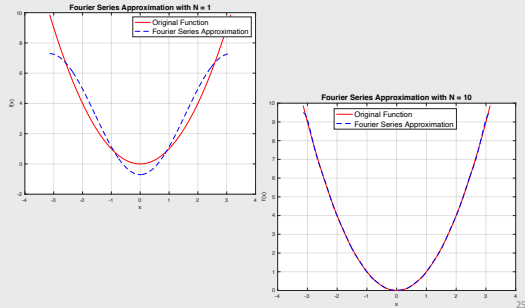 Fourier Series Approximation with N = 1
Original Function
Fourier Series Approximation
10
8
6
4
2
0
-2
f(x)
-4 -3 -2 -1 0 1 2 3 4
x
Fourier Series Approximation with N = 10
Original Function
Fourier Series Approximation
10
9
8
7
6
5
4
3
2
1
0
f(x)
-4 -3 -2 -1 0 1 2 3 4
x
25